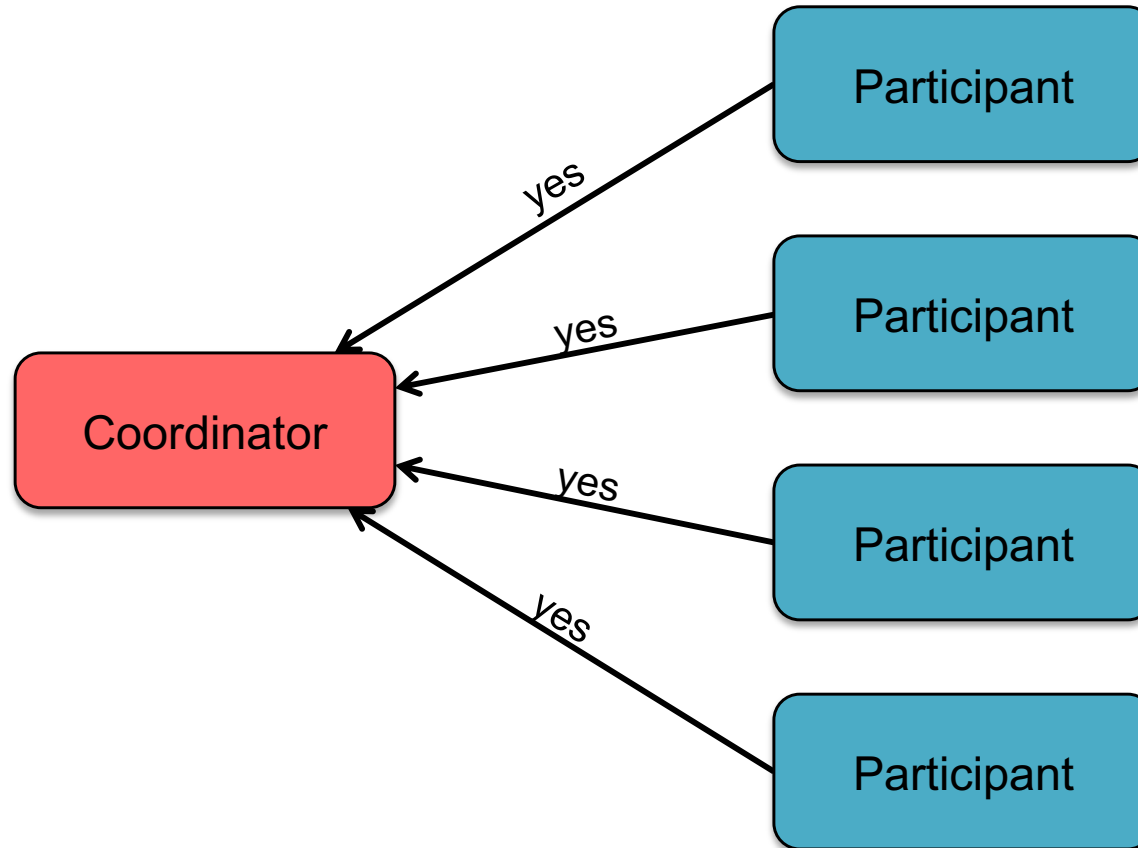 Participant
yes
Participant
yes
Coordinator
yes
Participant
yes
Participant